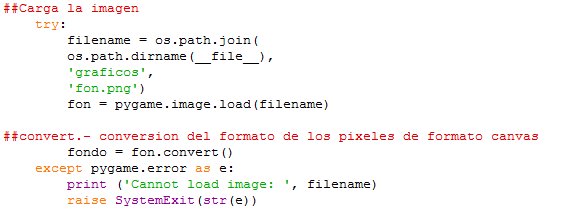 ##Carga la imagen
    try:
        filename = os.path.join(
        os.path.dirname(__file__),
        'graficos',
        'fon.png')
        fon = pygame.image.load(filename)

##convert.- conversion del formato de los pixeles de formato canvas
        fondo = fon.convert()
    except pygame.error as e:
        print ('Cannot load image: ', filename)
        raise SystemExit(str(e))